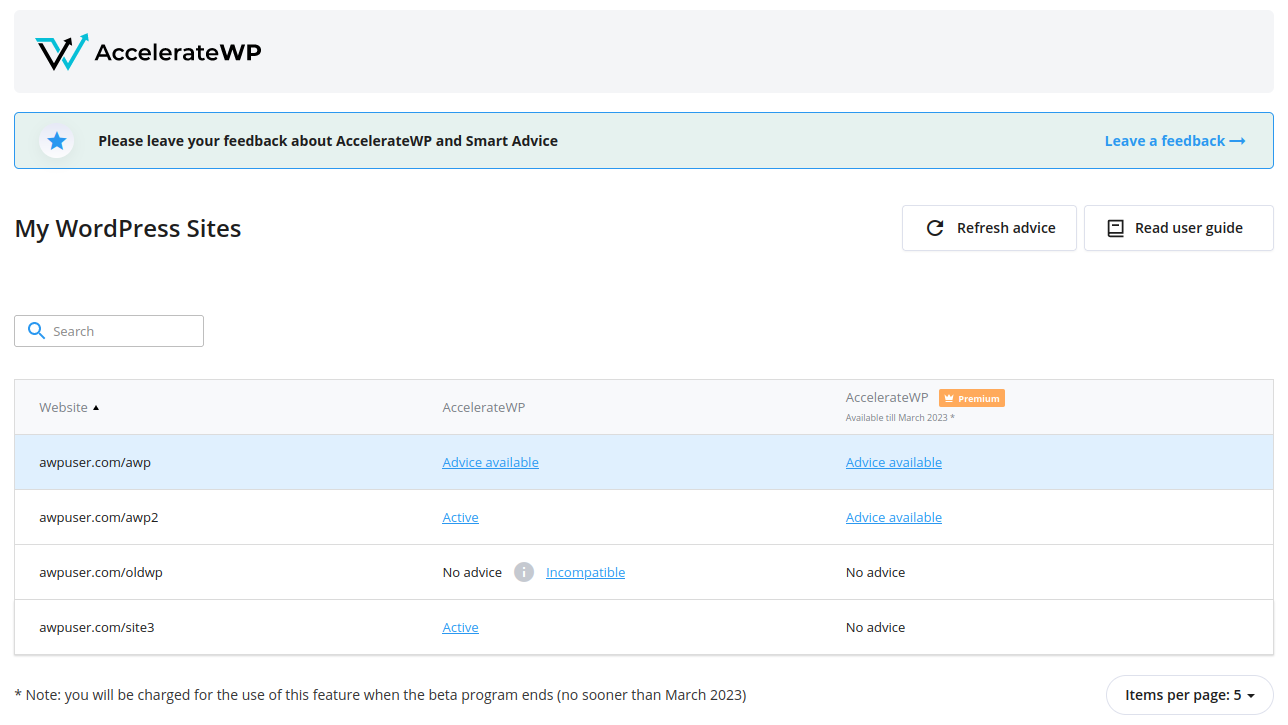 AccelerateWP
Please leave your feedback about AccelerateWP and Smart Advice
Leave a feedback →
My WordPress Sites
Refresh advice
Read user guide
Search
Website ▲
AccelerateWP
AccelerateWP Premium
Available till March 2023 *
awpuser.com/awp
Advice available
Advice available
awpuser.com/awp2
Active
Advice available
awpuser.com/oldwp
No advice
Incompatible
No advice
awpuser.com/site3
Active
No advice
* Note: you will be charged for the use of this feature when the beta program ends (no sooner than March 2023)
Items per page: 5